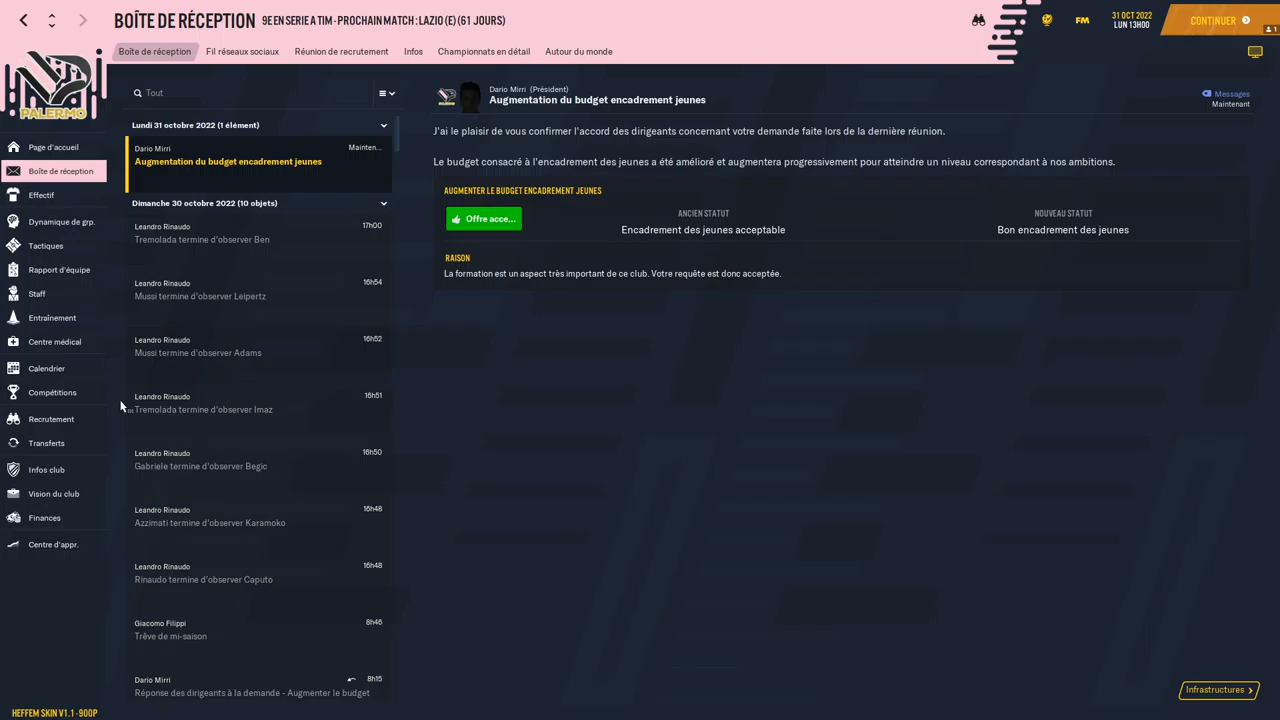 BOÎTE DE RÉCEPTION
9E EN SERIE A TIM - PROCHAIN MATCH : LAZIO (E) (61 JOURS)
FM
31 OCT 2022
LUN 13H00
CONTINUER
1
Boîte de réception
Fil réseaux sociaux
Réunion de recrutement
Infos
Championnats en détail
Autour du monde
PALERMO
Page d'accueil
Boîte de réception
Effectif
Dynamique de grp.
Tactiques
Rapport d'équipe
Staff
Entraînement
Centre médical
Calendrier
Compétitions
Recrutement
Transferts
Infos club
Vision du club
Finances
Centre d'appr.
HEFFEM SKIN V1.1 - 900P
Tout
Lundi 31 octobre 2022 (1 élément)
Dario Mirri
Mainten...
Augmentation du budget encadrement jeunes
Dimanche 30 octobre 2022 (10 objets)
Leandro Rinaudo
17h00
Tremolada termine d'observer Ben
Leandro Rinaudo
16h54
Mussi termine d'observer Leipertz
Leandro Rinaudo
16h52
Mussi termine d'observer Adams
Leandro Rinaudo
16h51
Tremolada termine d'observer Imaz
Leandro Rinaudo
16h50
Gabriele termine d'observer Begic
Leandro Rinaudo
16h48
Azzimati termine d'observer Karamoko
Leandro Rinaudo
16h48
Rinaudo termine d'observer Caputo
Giacomo Filippi
8h46
Trêve de mi-saison
Dario Mirri
8h15
Réponse des dirigeants à la demande - Augmenter le budget
Dario Mirri (Président)
Augmentation du budget encadrement jeunes
Messages
Maintenant
J'ai le plaisir de vous confirmer l'accord des dirigeants concernant votre demande faite lors de la dernière réunion.
Le budget consacré à l'encadrement des jeunes a été amélioré et augmentera progressivement pour atteindre un niveau correspondant à nos ambitions.
AUGMENTER LE BUDGET ENCADREMENT JEUNES
Offre acce...
ANCIEN STATUT
Encadrement des jeunes acceptable
NOUVEAU STATUT
Bon encadrement des jeunes
RAISON
La formation est un aspect très important de ce club. Votre requête est donc acceptée.
Infrastructures